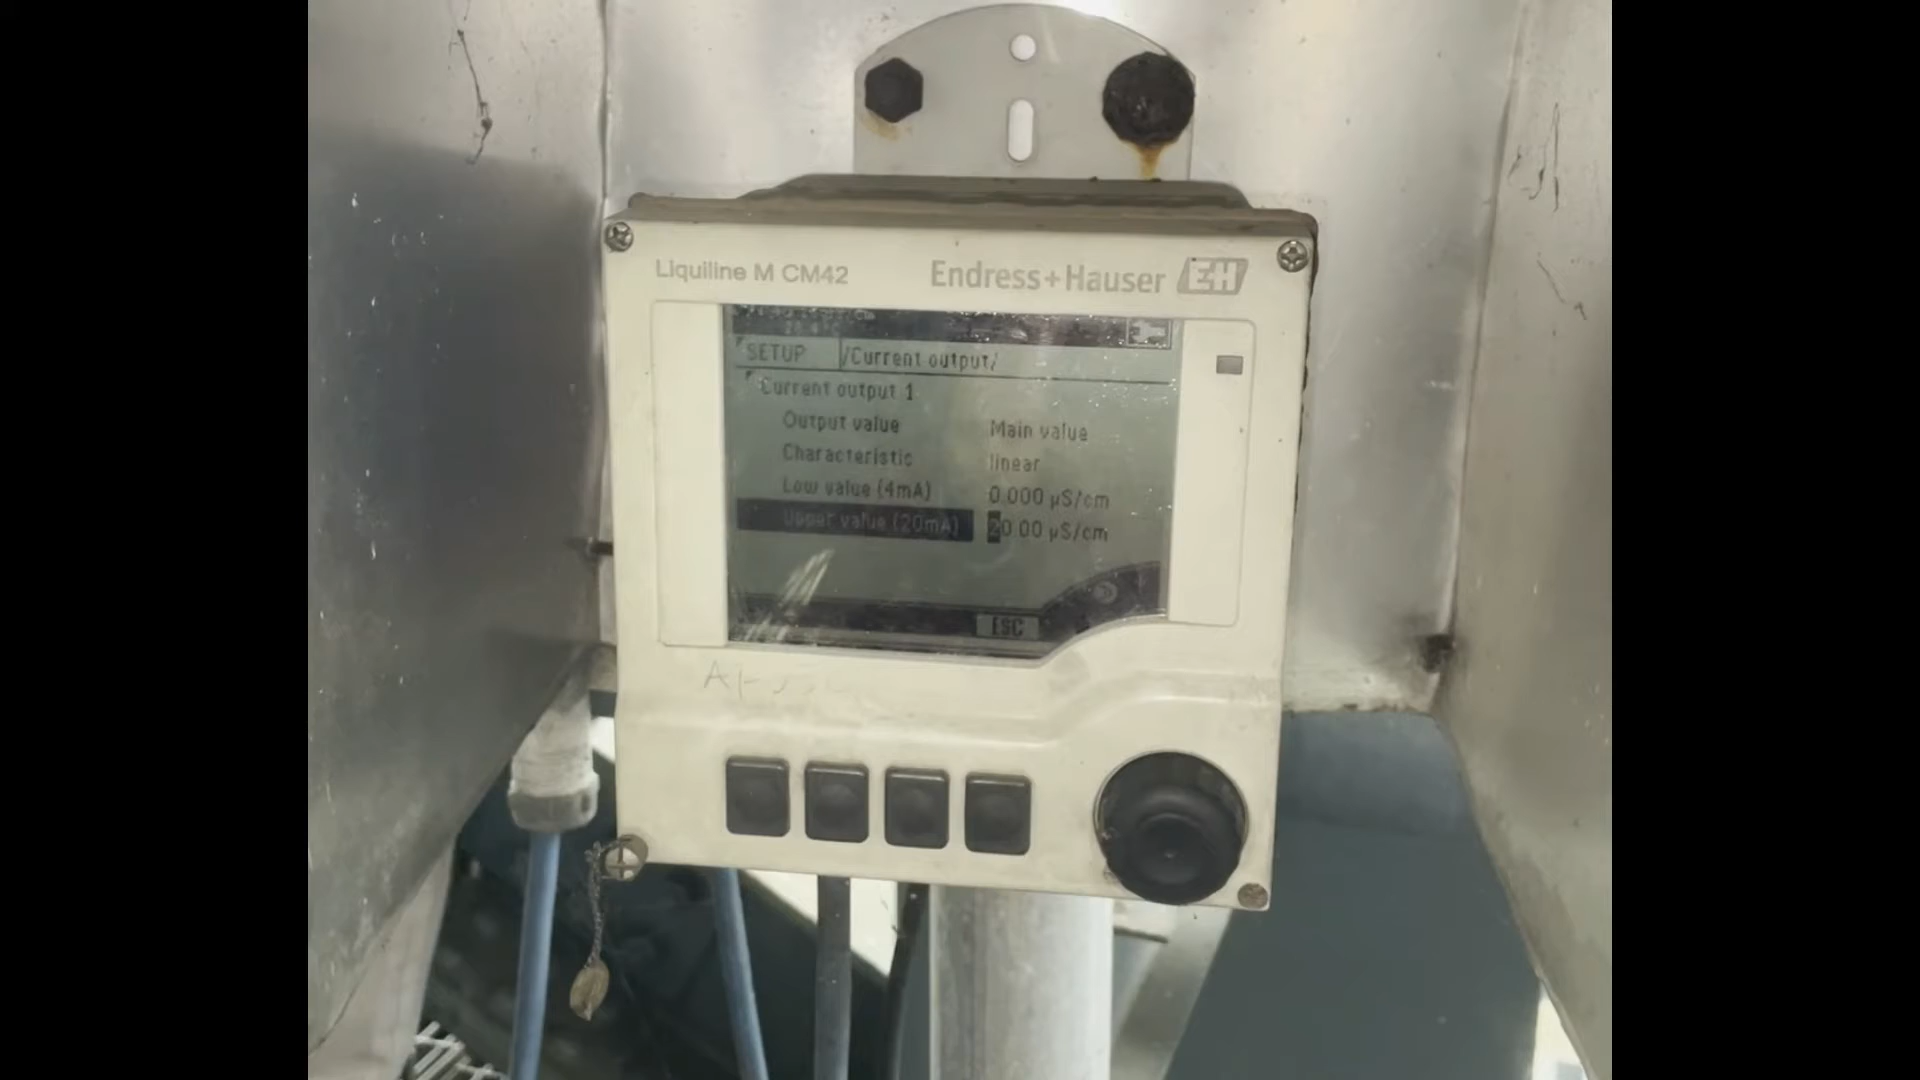 Liquiline M CM42
Endress+Hauser EH
SETUP /Current output/
Current output 1
Output value Main value
Characteristic linear
Low value (4mA) 0.000 µS/cm
Upper value (20mA) 20.00 µS/cm
ESC